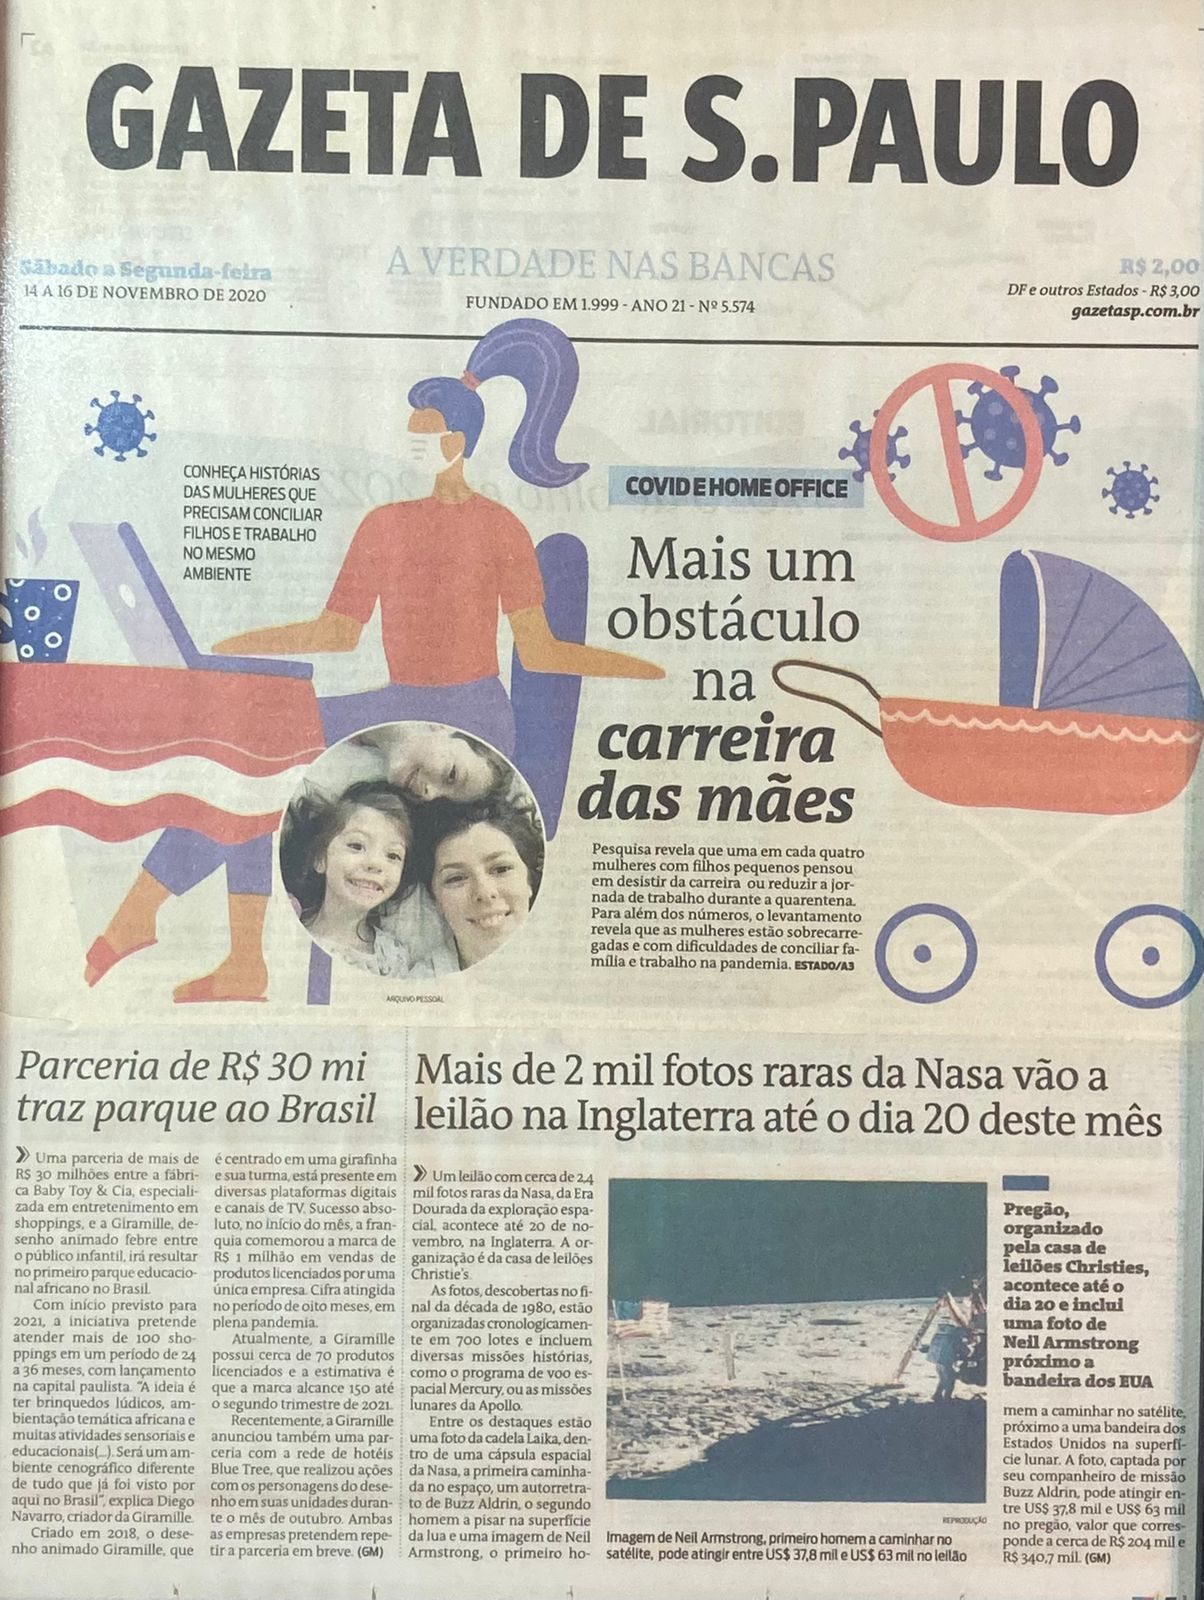 GAZETA DE S.PAULO
Sábado a Segunda-feira
14 A 16 DE NOVEMBRO DE 2020
A VERDADE NAS BANCAS
FUNDADO EM 1.999 - ANO 21 - Nº 5.574
R$ 2,00
DF e outros Estados - R$ 3,00
gazetasp.com.br
CONHEÇA HISTÓRIAS
DAS MULHERES QUE
PRECISAM CONCILIAR
FILHOS E TRABALHO
NO MESMO
AMBIENTE
COVID E HOME OFFICE
Mais um
obstáculo
na
carreira
das mães
Pesquisa revela que uma em cada quatro
mulheres com filhos pequenos pensou
em desistir da carreira ou reduzir a jor-
nada de trabalho durante a quarentena.
Para além dos números, o levantamento
revela que as mulheres estão sobrecarre-
gadas e com dificuldades de conciliar fa-
mília e trabalho na pandemia. ESTADO/A3
ARQUIVO PESSOAL
Parceria de R$ 30 mi
traz parque ao Brasil
Uma parceria de mais de
R$ 30 milhões entre a fábri-
ca Baby Toy & Cia, especiali-
zada em entretenimento em
shoppings, e a Giramille, de-
senho animado febre entre
o público infantil, irá resultar
no primeiro parque educacio-
nal africano no Brasil.
Com início previsto para
2021, a iniciativa pretende
atender mais de 100 sho-
ppings em um período de 24
a 36 meses, com lançamento
na capital paulista. "A ideia é
ter brinquedos lúdicos, am-
bientação temática africana e
muitas atividades sensoriais e
educacionais(...). Será um am-
biente cenográfico diferente
de tudo que já foi visto por
aqui no Brasil", explica Diego
Navarro, criador da Giramille.
Criado em 2018, o dese-
nho animado Giramille, que
é centrado em uma girafinha
e sua turma, está presente em
diversas plataformas digitais
e canais de TV. Sucesso abso-
luto, no início do mês, a fran-
quia comemorou a marca de
R$ 1 milhão em vendas de
produtos licenciados por uma
única empresa. Cifra atingida
no período de oito meses, em
plena pandemia.
Atualmente, a Giramille
possui cerca de 70 produtos
licenciados e a estimativa é
que a marca alcance 150 até
o segundo trimestre de 2021.
Recentemente, a Giramille
anunciou também uma par-
ceria com a rede de hotéis
Blue Tree, que realizou ações
com os personagens do dese-
nho em suas unidades duran-
te o mês de outubro. Ambas
as empresas pretendem repe-
tir a parceria em breve. (GM)
Mais de 2 mil fotos raras da Nasa vão a
leilão na Inglaterra até o dia 20 deste mês
Um leilão com cerca de 2,4
mil fotos raras da Nasa, da Era
Dourada da exploração espa-
cial, acontece até 20 de no-
vembro, na Inglaterra. A or-
ganização é da casa de leilões
Christie's.
As fotos, descobertas no fi-
nal da década de 1980, estão
organizadas cronologicamen-
te em 700 lotes e incluem
diversas missões histórias,
como o programa de voo es-
pacial Mercury, ou as missões
lunares da Apollo.
Entre os destaques estão
uma foto da cadela Laika, den-
tro de uma cápsula espacial
da Nasa, a primeira caminha-
da no espaço, um autorretra-
to de Buzz Aldrin, o segundo
homem a pisar na superfície
da lua e uma imagem de Neil
Armstrong, o primeiro ho-
REPRODUÇÃO
Imagem de Neil Armstrong, primeiro homem a caminhar no
satélite, pode atingir entre US$ 37,8 mil e US$ 63 mil no leilão
Pregão,
organizado
pela casa de
leilões Christies,
acontece até o
dia 20 e inclui
uma foto de
Neil Armstrong
próximo a
bandeira dos EUA
mem a caminhar no satélite,
próximo a uma bandeira dos
Estados Unidos na superfí-
cie lunar. A foto, captada por
seu companheiro de missão
Buzz Aldrin, pode atingir en-
tre US$ 37,8 mil e US$ 63 mil
no pregão, valor que corres-
ponde a cerca de R$ 204 mil e
R$ 340,7 mil. (GM)